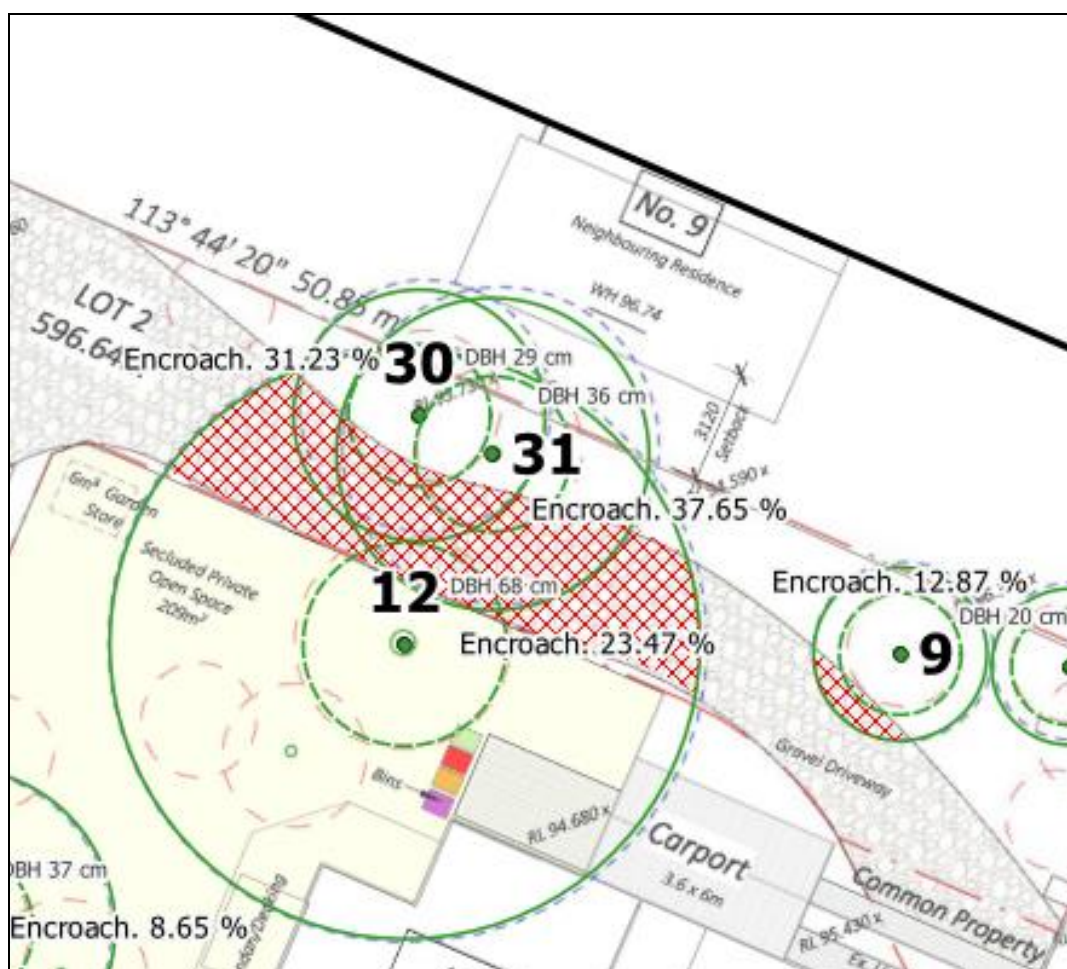 No. 9
Neighbouring Residence
WH 96.74
113° 44' 20" 50.85 m
LOT 2
596.64
Encroach. 31.23 %
30
DBH 29 cm
DBH 36 cm
31
3120
Setback
Encroach. 37.65 %
6m³ Garden
Store
Secluded Private
Open Space
209m²
12
DBH 68 cm
Encroach. 23.47 %
Encroach. 12.87 %
DBH 20 cm
9
Gravel Driveway
Bins
RL 94.680 x
Carport
3.6 x 6m
Common Property
RL 95.430 x
DBH 37 cm
Encroach. 8.65 %